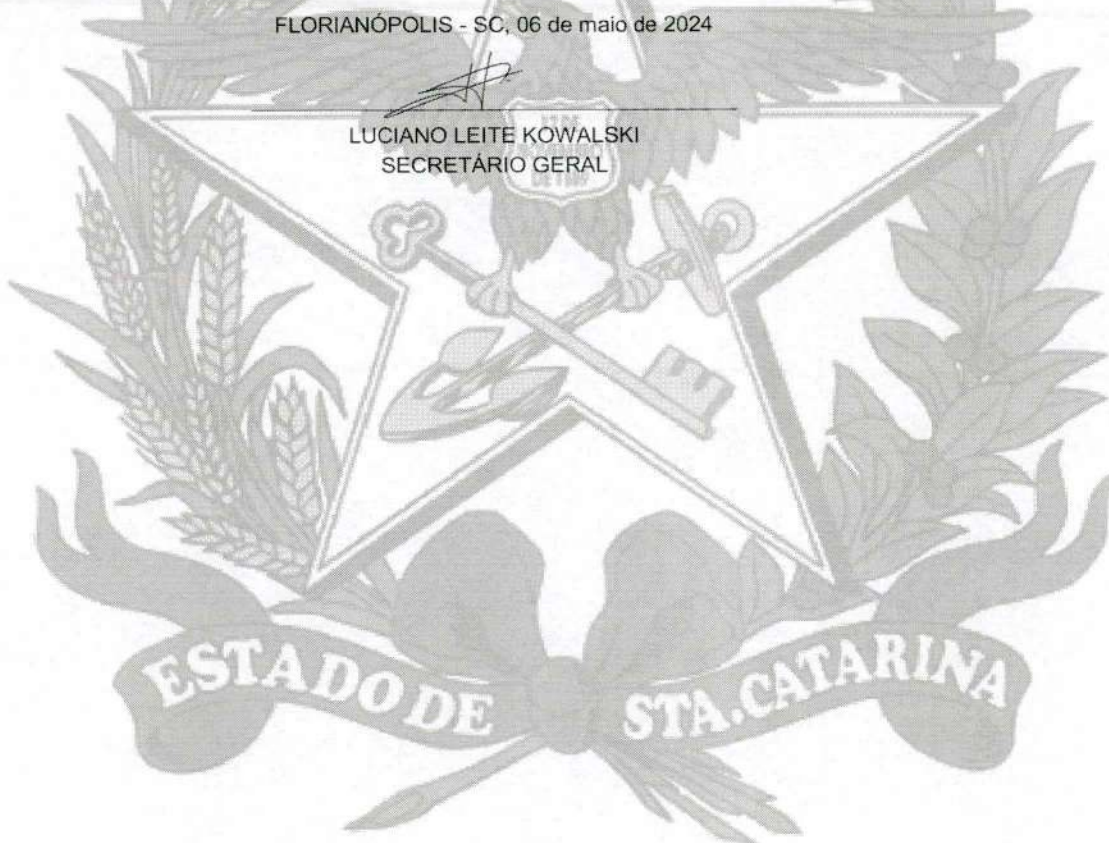 FLORIANÓPOLIS - SC, 06 de maio de 2024
LUCIANO LEITE KOWALSKI
SECRETÁRIO GERAL
ESTADO DE STA.CATARINA